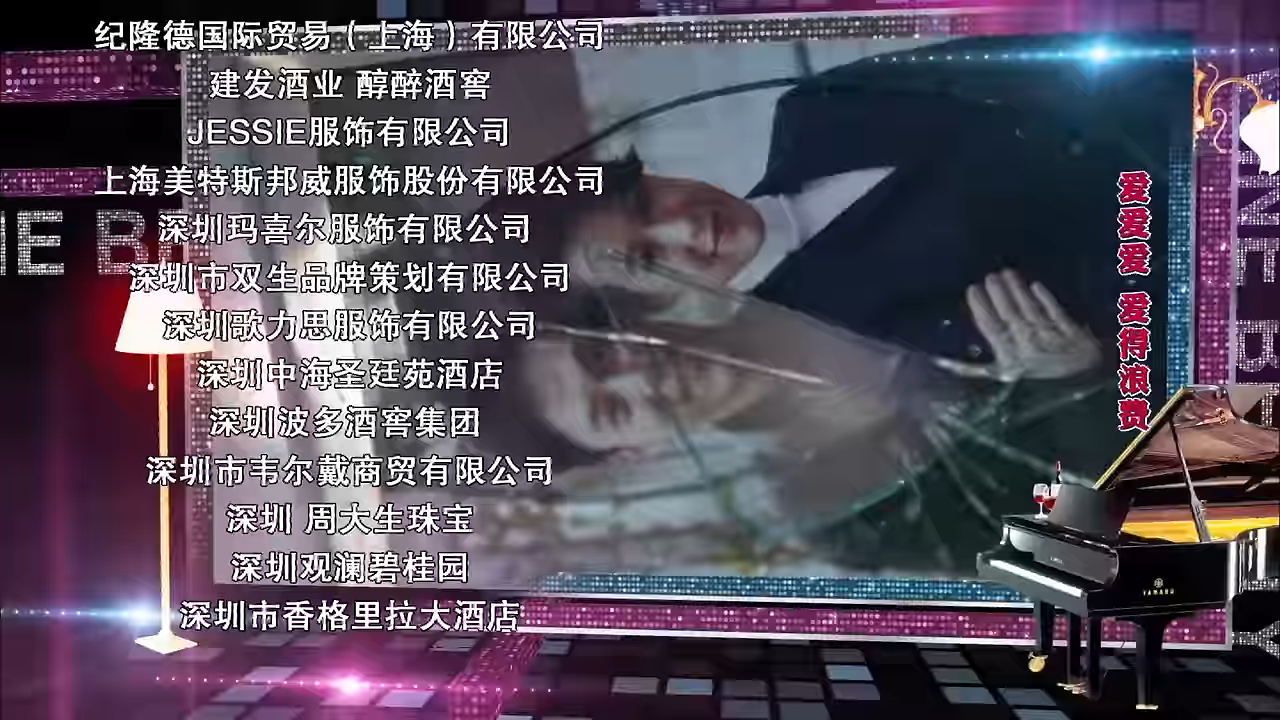 纪隆德国际贸易（上海）有限公司
建发酒业 醇醉酒窖
JESSIE服饰有限公司
上海美特斯邦威服饰股份有限公司
深圳玛喜尔服饰有限公司
深圳市双生品牌策划有限公司
深圳歌力思服饰有限公司
深圳中海圣廷苑酒店
深圳波多酒窖集团
深圳市韦尔戴商贸有限公司
深圳 周大生珠宝
深圳观澜碧桂园
深圳市香格里拉大酒店
爱爱爱 爱得浪费
YAMAHA